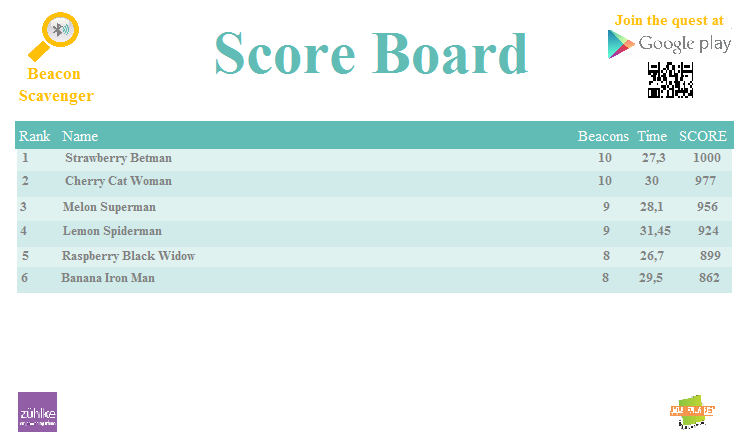 Beacon
Scavenger
Score Board
Join the quest at
Google play
Rank Name Beacons Time SCORE
1 Strawberry Betman 10 27,3 1000
2 Cherry Cat Woman 10 30 977
3 Melon Superman 9 28,1 956
4 Lemon Spiderman 9 31,45 924
5 Raspberry Black Widow 8 26,7 899
6 Banana Iron Man 8 29,5 862
zühlke